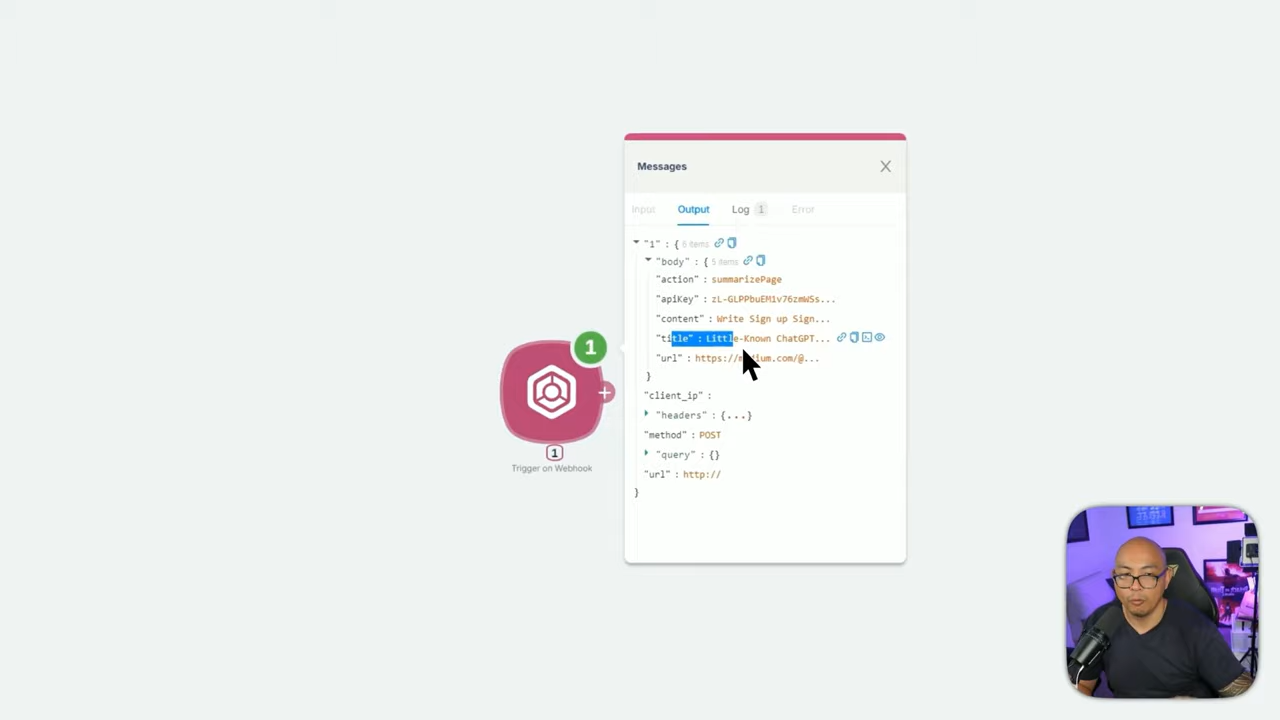 Messages
Input Output Log 1 Error
"1" : { 6 items
"body" : { 5 items
"action" : summarizePage
"apiKey" : zL-GLPPbuEM1v76zmWSs...
"content" : Write Sign up Sign...
"title" : Little-Known ChatGPT...
"url" : https://medium.com/@...
}
"client_ip" :
"headers" : {...}
"method" : POST
"query" : {}
"url" : http://
}
1
1
Trigger on Webhook